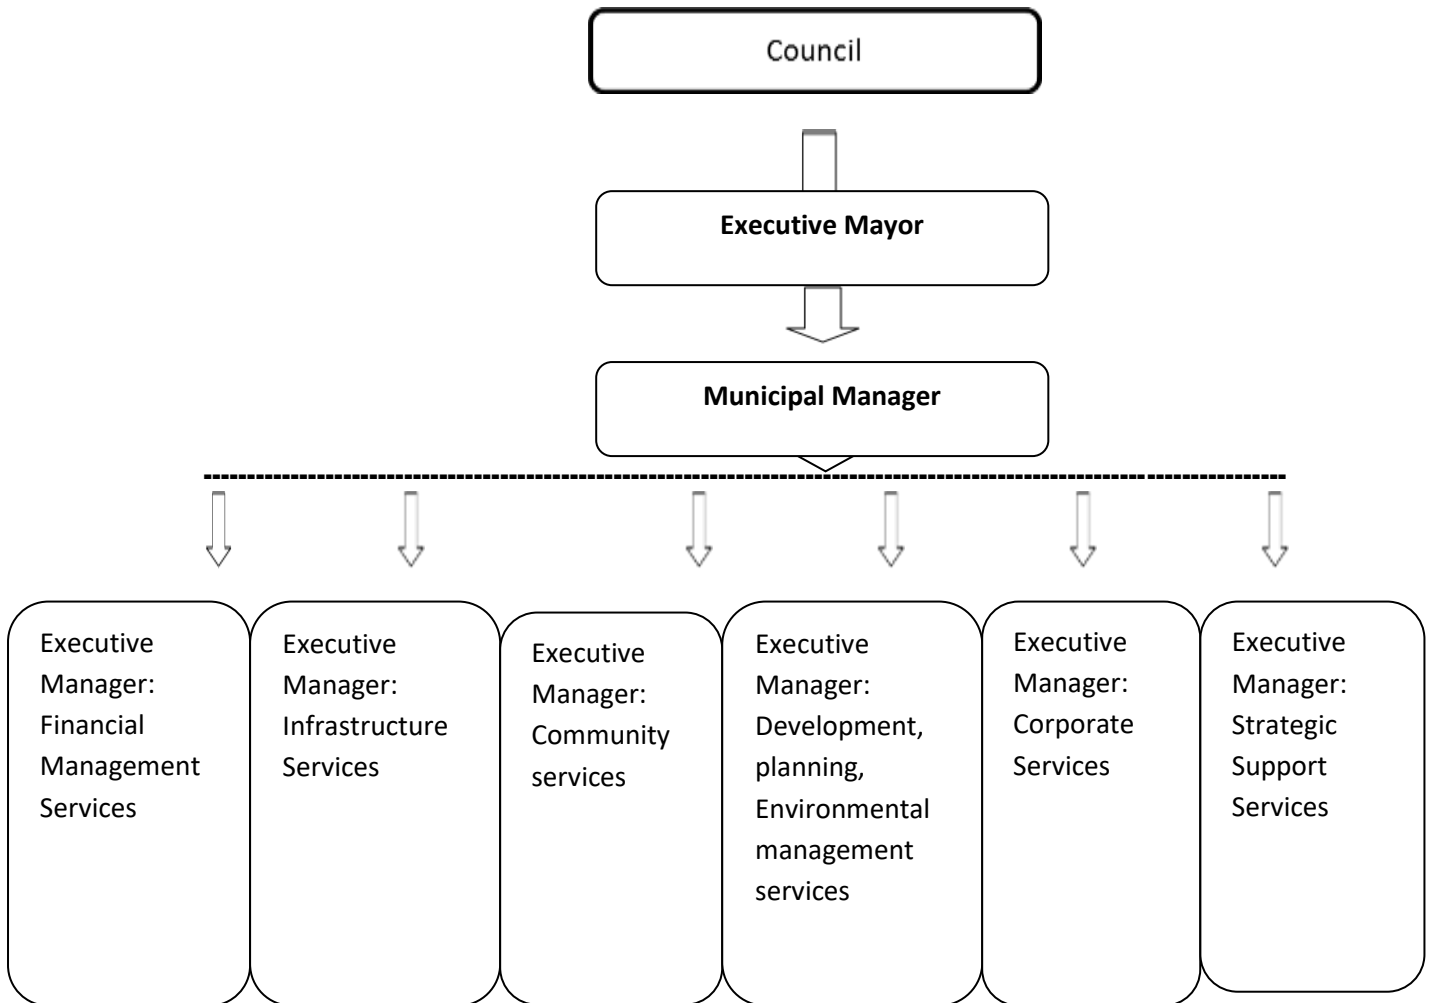 Council
Executive Mayor
Municipal Manager
Executive
Manager:
Financial
Management
Services
Executive
Manager:
Infrastructure
Services
Executive
Manager:
Community
services
Executive
Manager:
Development,
planning,
Environmental
management
services
Executive
Manager:
Corporate
Services
Executive
Manager:
Strategic
Support
Services